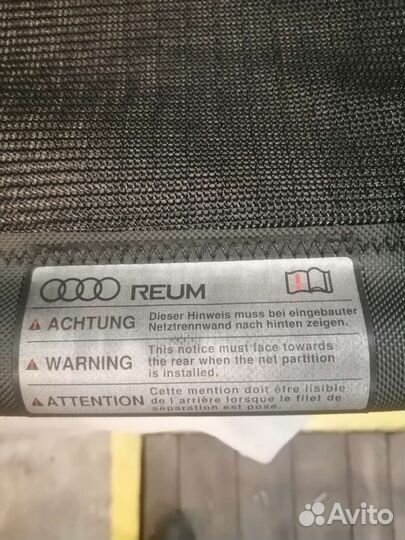 REUM
ACHTUNG
Dieser Hinweis muss bei eingebauter
Netztrennwand nach hinten zeigen.
WARNING
This notice must face towards
the rear when the net partition
is installed.
ATTENTION
Cette mention doit être lisible
de l'arrière lorsque le filet de
séparation est posé.
Avito